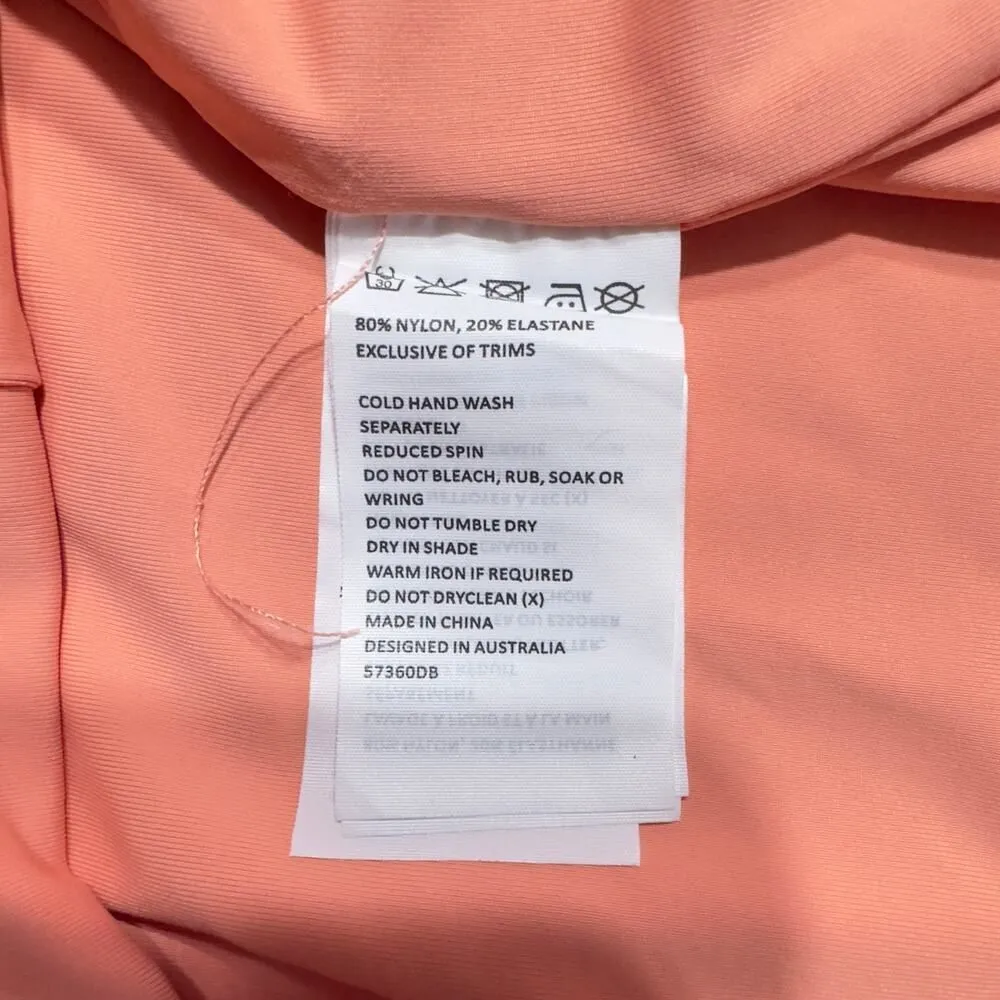 30
80% NYLON, 20% ELASTANE
EXCLUSIVE OF TRIMS
COLD HAND WASH
SEPARATELY
REDUCED SPIN
DO NOT BLEACH, RUB, SOAK OR
WRING
DO NOT TUMBLE DRY
DRY IN SHADE
WARM IRON IF REQUIRED
DO NOT DRYCLEAN (X)
MADE IN CHINA
DESIGNED IN AUSTRALIA
57360DB